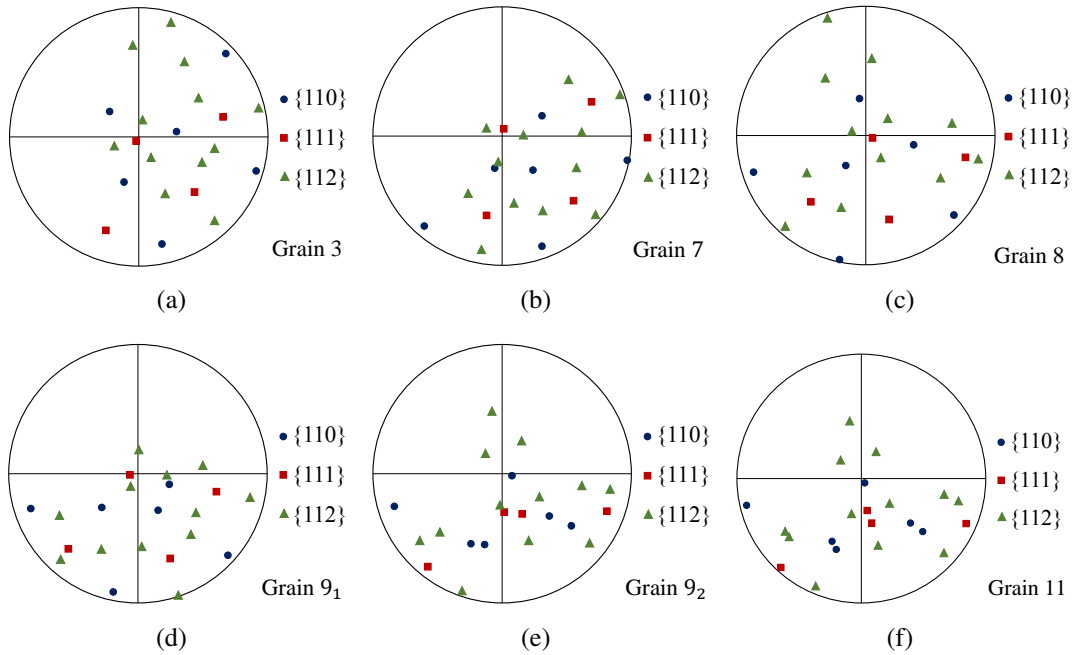 {110}
{111}
{112}
Grain 3
(a)
{110}
{111}
{112}
Grain 7
(b)
{110}
{111}
{112}
Grain 8
(c)
{110}
{111}
{112}
Grain 9₁
(d)
{110}
{111}
{112}
Grain 9₂
(e)
{110}
{111}
{112}
Grain 11
(f)